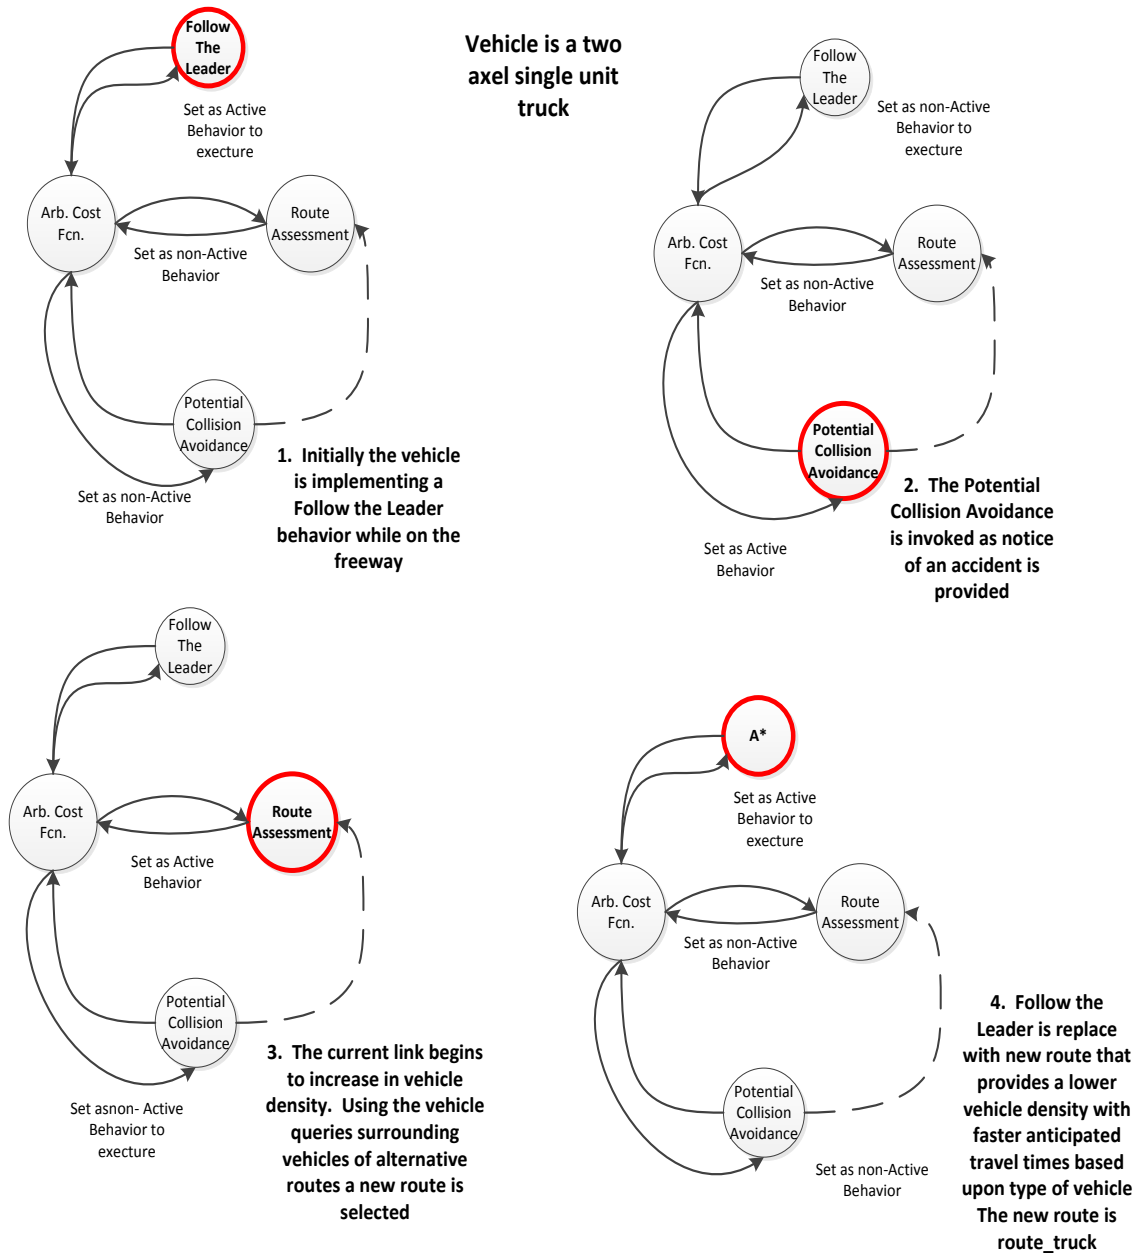 Follow
The
Leader
Set as Active
Behavior to
execture
Arb. Cost
Fcn.
Route
Assessment
Set as non-Active
Behavior
Potential
Collision
Avoidance
Set as non-Active
Behavior
1. Initially the vehicle
is implementing a
Follow the Leader
behavior while on the
freeway
Vehicle is a two
axel single unit
truck
Follow
The
Leader
Set as non-Active
Behavior to
execture
Arb. Cost
Fcn.
Route
Assessment
Set as non-Active
Behavior
Potential
Collision
Avoidance
Set as Active
Behavior
2. The Potential
Collision Avoidance
is invoked as notice
of an accident is
provided
Follow
The
Leader
Arb. Cost
Fcn.
Route
Assessment
Set as Active
Behavior
Potential
Collision
Avoidance
Set asnon- Active
Behavior to
execture
3. The current link begins
to increase in vehicle
density. Using the vehicle
queries surrounding
vehicles of alternative
routes a new route is
selected
A*
Set as Active
Behavior to
execture
Arb. Cost
Fcn.
Route
Assessment
Set as non-Active
Behavior
Potential
Collision
Avoidance
Set as non-Active
Behavior
4. Follow the
Leader is replace
with new route that
provides a lower
vehicle density with
faster anticipated
travel times based
upon type of vehicle
The new route is
route_truck